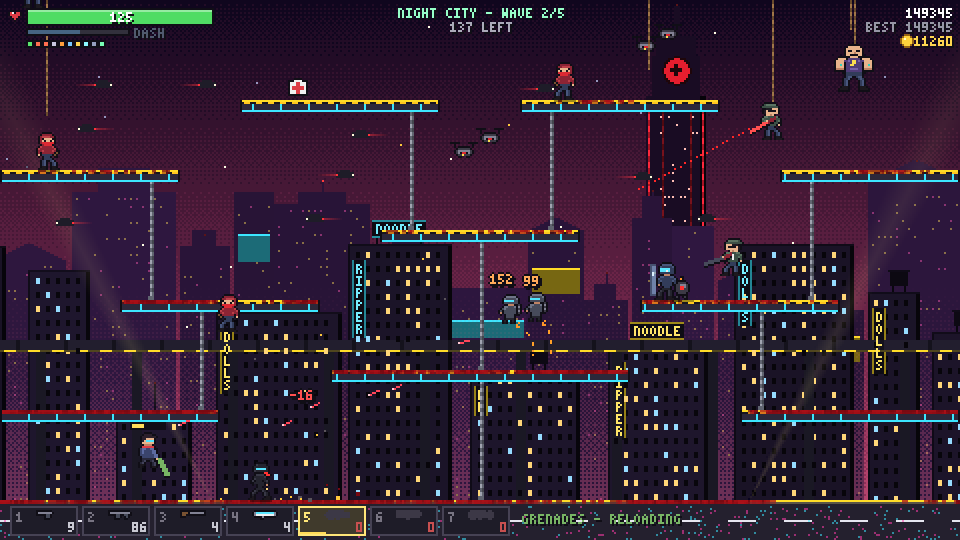 125
NIGHT CITY - WAVE 2/5
149345
DASH
137 LEFT
BEST 149345
11260
NOODLE
RIPPER
152 99
DOLLS
NOODLE
DOLLS
DOLLS
RIPPER
-16
1 9
2 86
3 4
4 4
5 0
6 0
7 0
GRENADES - RELOADING